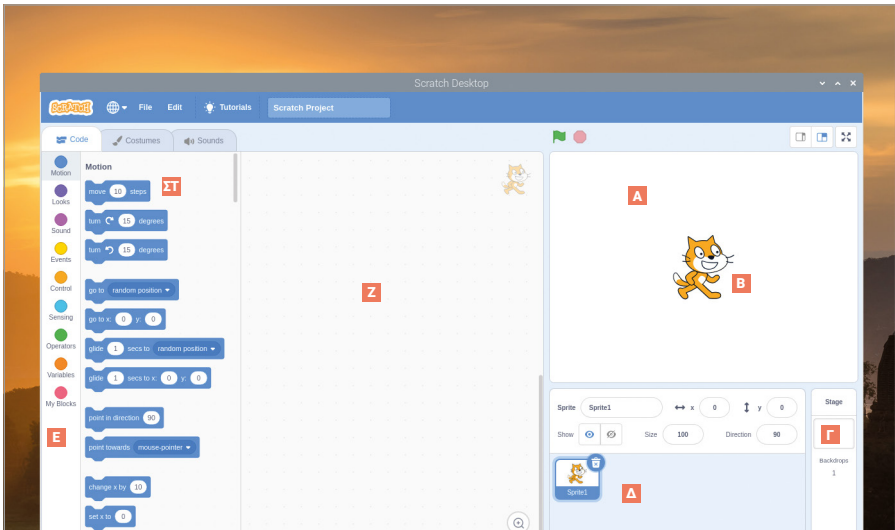 Scratch Desktop
SCRATCH
File Edit Tutorials Scratch Project
Code Costumes Sounds
Motion
Looks
Sound
Events
Control
Sensing
Operators
Variables
My Blocks
Ε
Motion
move 10 steps
ΣΤ
turn 15 degrees
turn 15 degrees
go to random position
go to x: 0 y: 0
glide 1 secs to random position
glide 1 secs to x: 0 y: 0
point in direction 90
point towards mouse-pointer
change x by 10
set x to 0
Ζ
Α
Β
Sprite Sprite1 x 0 y 0
Show Size 100 Direction 90
Sprite1
Δ
Stage
Γ
Backdrops
1